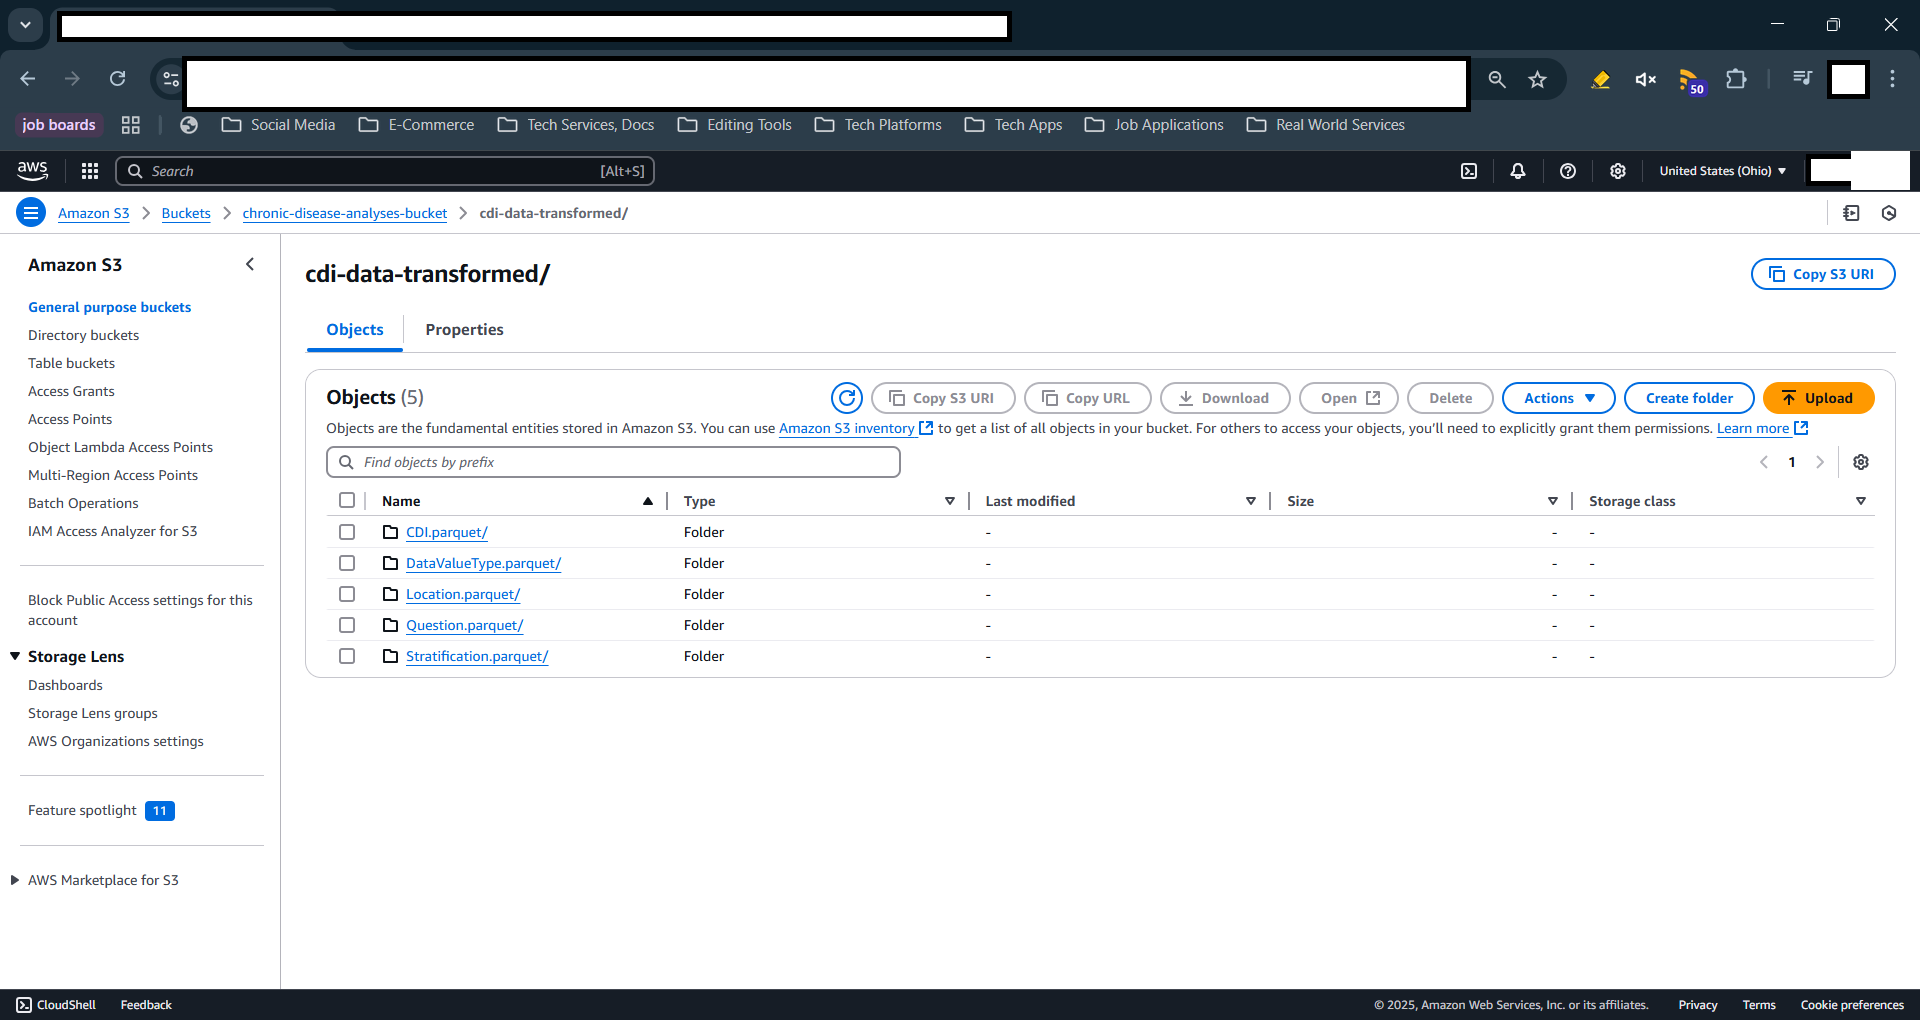 50
job boards Social Media E-Commerce Tech Services, Docs Editing Tools Tech Platforms Tech Apps Job Applications Real World Services
aws Search [Alt+S] United States (Ohio)
Amazon S3 Buckets chronic-disease-analyses-bucket cdi-data-transformed/
Amazon S3
General purpose buckets
Directory buckets
Table buckets
Access Grants
Access Points
Object Lambda Access Points
Multi-Region Access Points
Batch Operations
IAM Access Analyzer for S3
Block Public Access settings for this
account
Storage Lens
Dashboards
Storage Lens groups
AWS Organizations settings
Feature spotlight 11
AWS Marketplace for S3
cdi-data-transformed/
Copy S3 URI
Objects Properties
Objects (5)
Copy S3 URI Copy URL Download Open Delete Actions Create folder Upload
Objects are the fundamental entities stored in Amazon S3. You can use Amazon S3 inventory to get a list of all objects in your bucket. For others to access your objects, you'll need to explicitly grant them permissions. Learn more
Find objects by prefix
1
Name Type Last modified Size Storage class
CDI.parquet/ Folder - - -
DataValueType.parquet/ Folder - - -
Location.parquet/ Folder - - -
Question.parquet/ Folder - - -
Stratification.parquet/ Folder - - -
CloudShell Feedback © 2025, Amazon Web Services, Inc. or its affiliates. Privacy Terms Cookie preferences